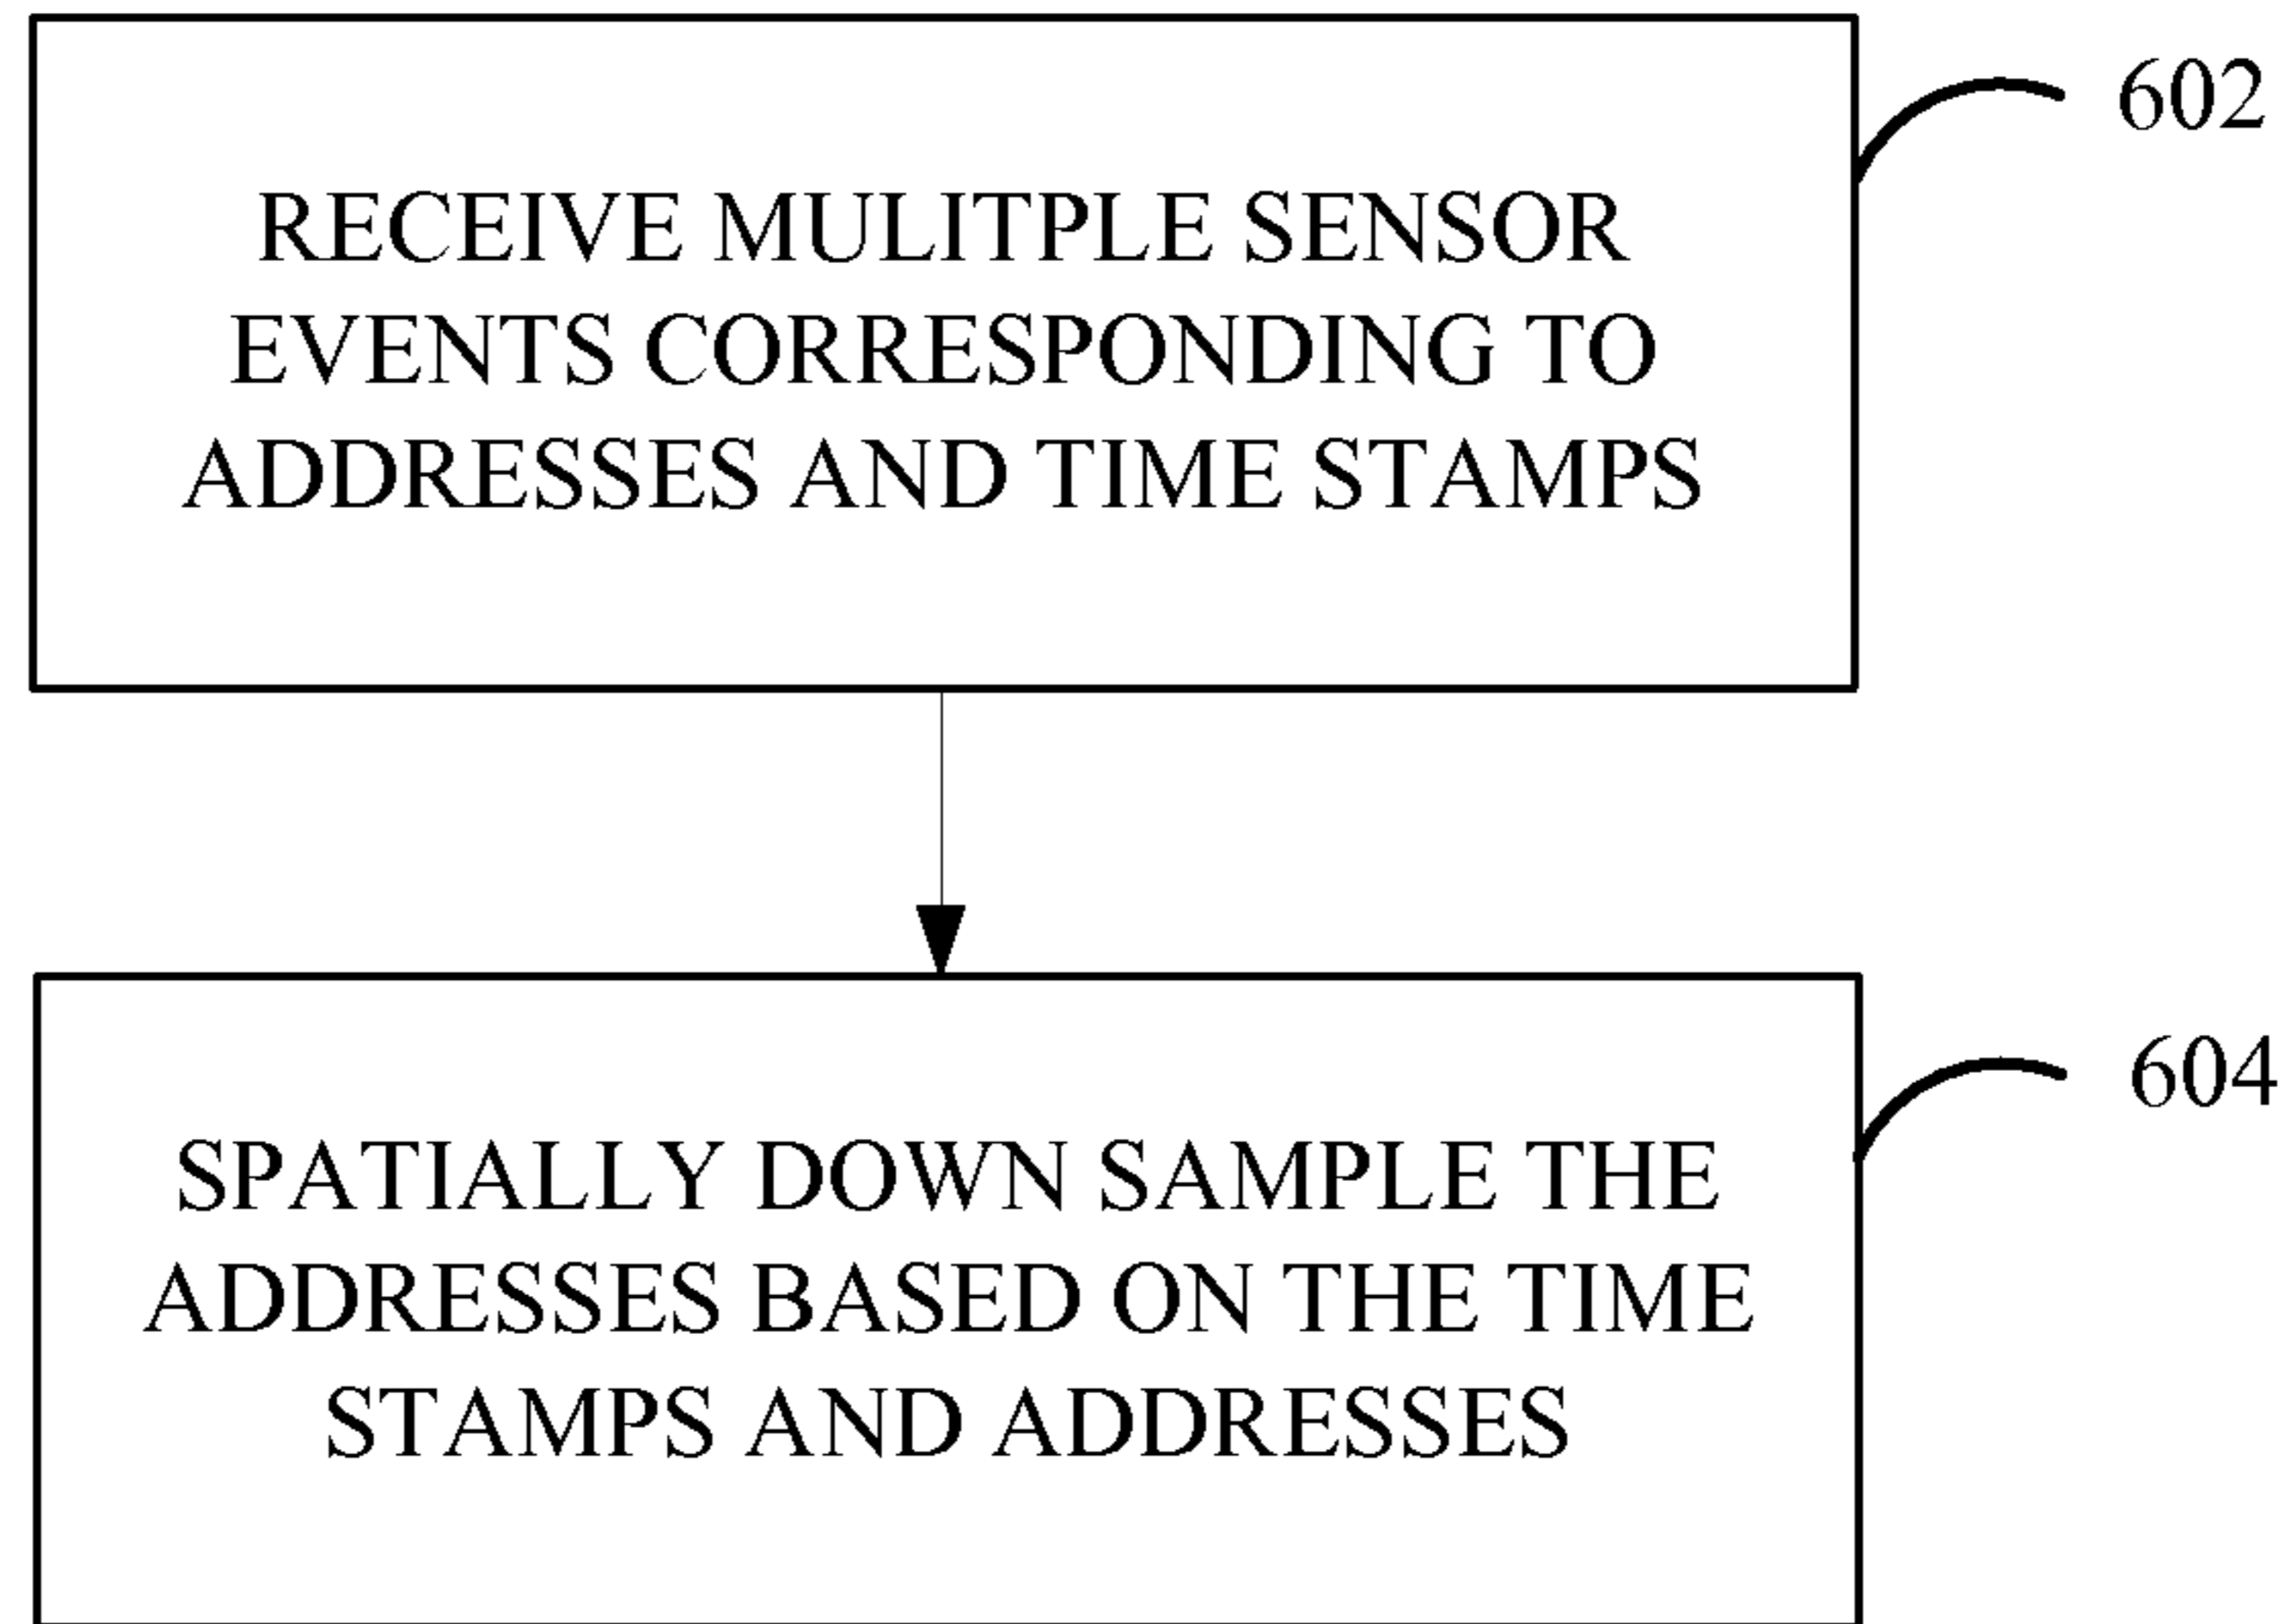 RECEIVE MULITPLE SENSOR
EVENTS CORRESPONDING TO
ADDRESSES AND TIME STAMPS
602
SPATIALLY DOWN SAMPLE THE
ADDRESSES BASED ON THE TIME
STAMPS AND ADDRESSES
604